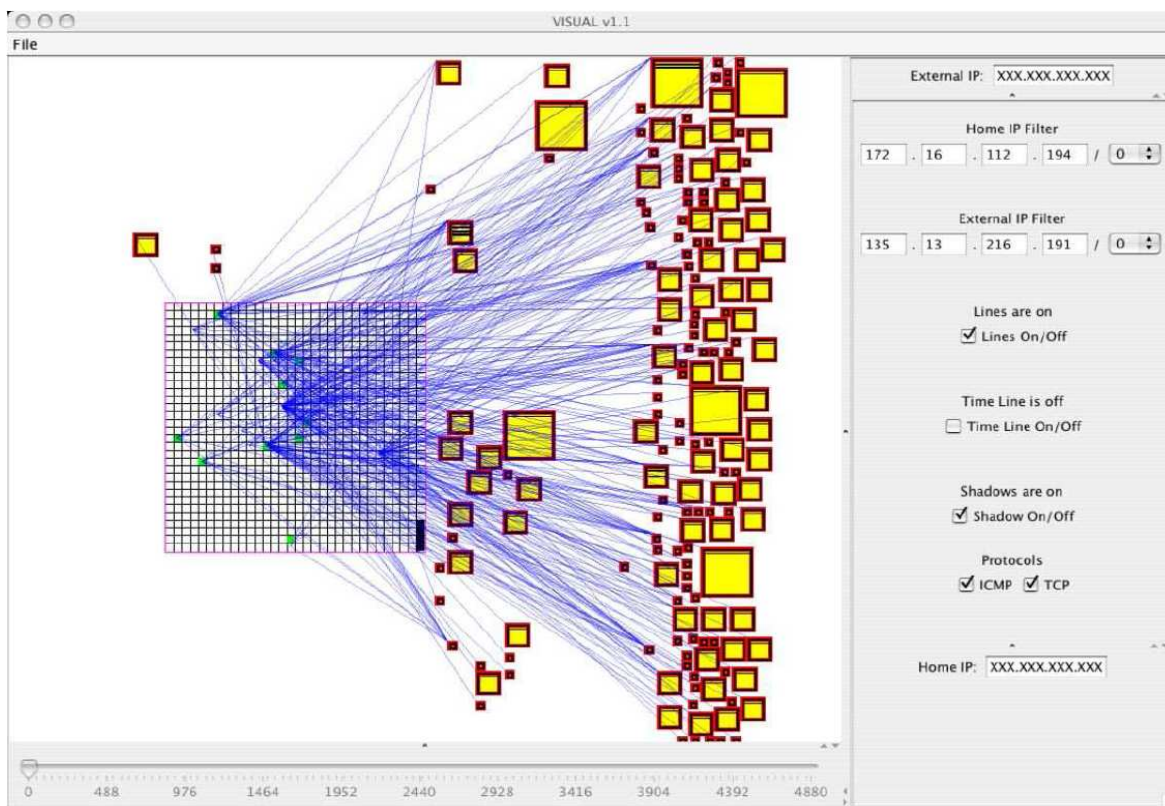 VISUAL v1.1
File
External IP: XXX.XXX.XXX.XXX
Home IP Filter
172 . 16 . 112 . 194 / 0
External IP Filter
135 . 13 . 216 . 191 / 0
Lines are on
Lines On/Off
Time Line is off
Time Line On/Off
Shadows are on
Shadow On/Off
Protocols
ICMP TCP
Home IP: XXX.XXX.XXX.XXX
0 488 976 1464 1952 2440 2928 3416 3904 4392 4880